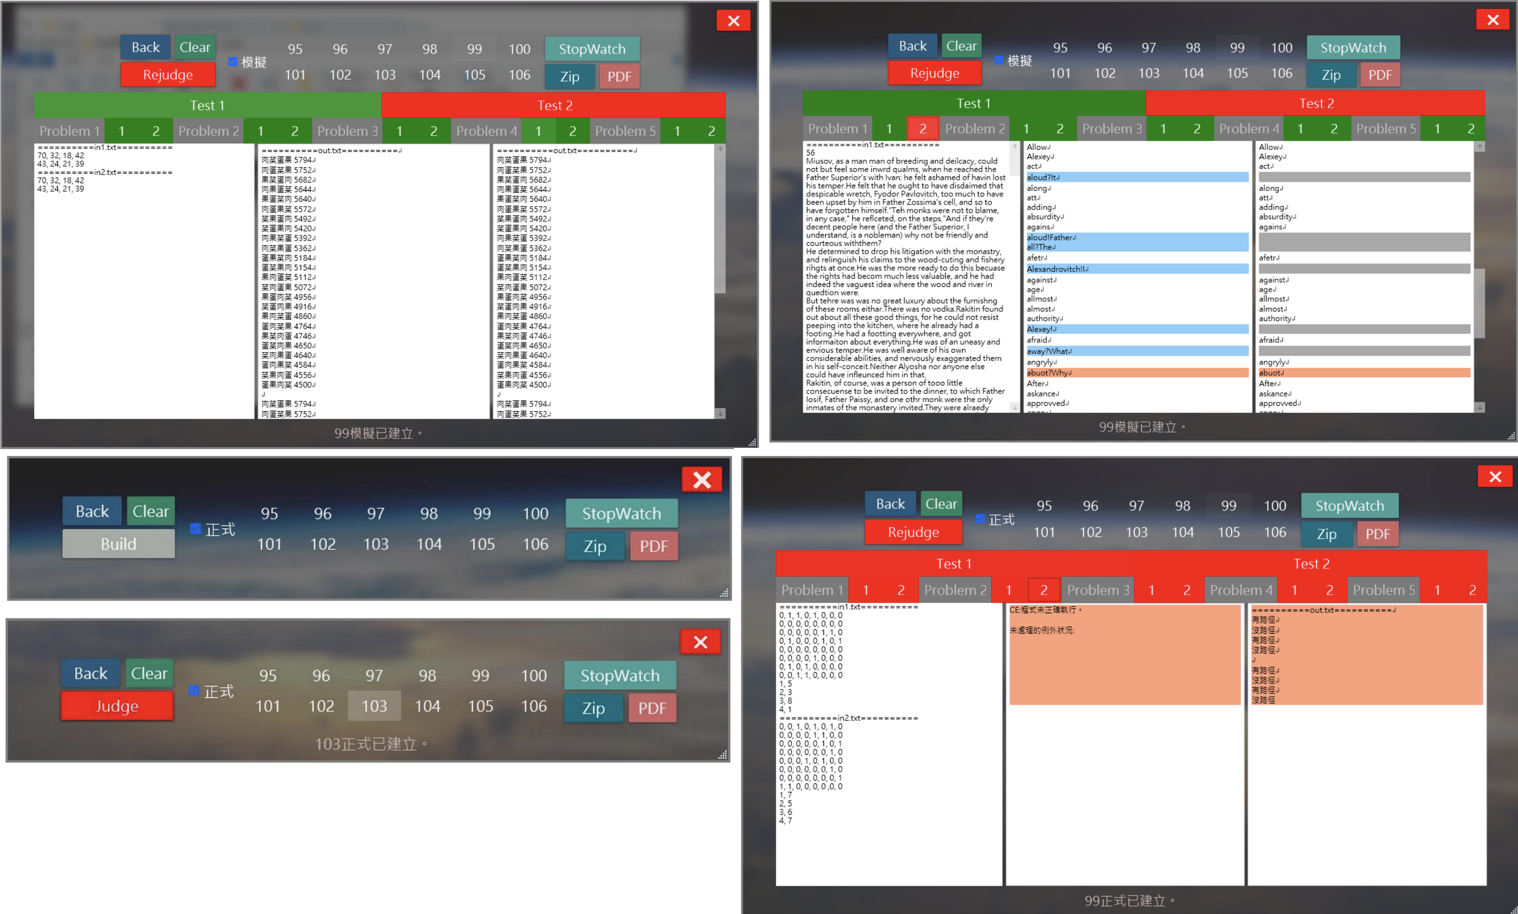 Back Clear
Rejudge
模擬
95 96 97 98 99 100
101 102 103 104 105 106
StopWatch
Zip PDF
Test 1 Test 2
Problem 1 1 2 Problem 2 1 2 Problem 3 1 2 Problem 4 1 2 Problem 5 1 2
===========in1.txt===========
70, 32, 18, 42
43, 24, 21, 39
===========in2.txt===========
70, 32, 18, 42
43, 24, 21, 39
===========out.txt===========↲
肉菜蛋果 5794↲
肉蛋菜果 5752↲
果菜蛋肉 5682↲
菜肉蛋果 5644↲
果蛋菜肉 5640↲
蛋肉菜果 5572↲
菜果蛋肉 5492↲
蛋果菜肉 5420↲
肉菜果蛋 5392↲
肉蛋果菜 5362↲
果菜肉蛋 5184↲
肉果蛋菜 5154↲
果肉蛋菜 5112↲
菜肉果蛋 5072↲
果蛋肉菜 4956↲
菜蛋肉果 4916↲
肉果菜蛋 4860↲
蛋菜肉果 4764↲
果肉菜蛋 4746↲
蛋肉果菜 4650↲
菜蛋果肉 4640↲
蛋果肉菜 4584↲
菜果肉蛋 4556↲
蛋菜果肉 4500↲
↲
肉菜蛋果 5794↲
肉蛋菜果 5752↲
===========out.txt===========↲
肉菜蛋果 5794↲
肉蛋菜果 5752↲
果菜蛋肉 5682↲
菜肉蛋果 5644↲
果蛋菜肉 5640↲
蛋肉菜果 5572↲
菜果蛋肉 5492↲
蛋果菜肉 5420↲
肉菜果蛋 5392↲
肉蛋果菜 5362↲
果菜肉蛋 5184↲
肉果蛋菜 5154↲
果肉蛋菜 5112↲
菜肉果蛋 5072↲
果蛋肉菜 4956↲
菜蛋肉果 4916↲
肉果菜蛋 4860↲
蛋菜肉果 4764↲
果肉菜蛋 4746↲
蛋肉果菜 4650↲
菜蛋果肉 4640↲
蛋果肉菜 4584↲
菜果肉蛋 4556↲
蛋菜果肉 4500↲
↲
肉菜蛋果 5794↲
肉蛋菜果 5752↲
99模擬已建立。
Back Clear
Rejudge
模擬
95 96 97 98 99 100
101 102 103 104 105 106
StopWatch
Zip PDF
Test 1 Test 2
Problem 1 1 2 Problem 2 1 2 Problem 3 1 2 Problem 4 1 2 Problem 5 1 2
===========in1.txt===========
56
Miusov, as a man man of breeding and deilcacy, could
not but feel some inwrd qualms, when he reached the
Father Superior's with Ivan: he felt ashamed of havin lost
his temper.He felt that he ought to have disdaimed that
despicable wretch, Fyodor Pavlovitch, too much to have
been upset by him in Father Zossima's cell, and so to
have forgotten himself."Teh monks were not to blame,
in any case," he reflceted, on the steps."And if they're
decent people here (and the Father Superior, I
understand, is a nobleman) why not be friendly and
courteous withthem?
He determined to drop his litigation with the monastry,
and relinguish his claims to the wood-cuting and fishery
rihgts at once.He was the more ready to do this becuase
the rights had becom much less valuable, and he had
indeed the vaguest idea where the wood and river in
quedtion were.
But tehre was was no great luxury about the furnishng
of these rooms eithar.There was no vodka.Rakitin found
out about all these good things, for he could not resist
peeping into the kitchen, where he already had a
footing.He had a footting everywhere, and got
informaiton about everything.He was of an uneasy and
envious temper.He was well aware of his own
considerable abilities, and nervously exaggerated them
in his self-conceit.Neither Alyosha nor anyone else
could have infleunced him in that.
Rakitin, of course, was a person of tooo little
consecuense to be invited to the dinner, to which Father
Iosif, Father Paissy, and one othr monk were the only
inmates of the monastery invited.They were alraedy
Allow↲
Alexey↲
act↲
aloud?It↲
along↲
att↲
adding↲
absurdity↲
agains↲
aloud!Father↲
all?The↲
afetr↲
Alexandrovitch!I↲
against↲
age↲
allmost↲
almost↲
authority↲
Alexey!↲
afraid↲
away?What↲
angryly↲
abuot?Why↲
After↲
askance↲
approvved↲
Allow↲
Alexey↲
act↲
along↲
att↲
adding↲
absurdity↲
agains↲
afetr↲
against↲
age↲
allmost↲
almost↲
authority↲
afraid↲
angryly↲
abuot↲
After↲
askance↲
approvved↲
99模擬已建立。
Back Clear
Build
正式
95 96 97 98 99 100
101 102 103 104 105 106
StopWatch
Zip PDF
Back Clear
Judge
正式
95 96 97 98 99 100
101 102 103 104 105 106
StopWatch
Zip PDF
103正式已建立。
Back Clear
Rejudge
正式
95 96 97 98 99 100
101 102 103 104 105 106
StopWatch
Zip PDF
Test 1 Test 2
Problem 1 1 2 Problem 2 1 2 Problem 3 1 2 Problem 4 1 2 Problem 5 1 2
===========in1.txt===========
0, 1, 1, 0, 1, 0, 0, 0
0, 0, 0, 0, 0, 0, 0, 0
0, 0, 0, 0, 0, 1, 1, 0
0, 1, 0, 0, 0, 1, 0, 1
0, 0, 0, 0, 0, 0, 0, 0
0, 0, 0, 0, 1, 0, 0, 0
0, 1, 0, 1, 0, 0, 0, 0
0, 0, 1, 1, 0, 0, 0, 0
1, 5
2, 3
3, 8
4, 1
===========in2.txt===========
0, 0, 1, 0, 1, 0, 1, 0
0, 0, 0, 0, 1, 1, 0, 0
0, 0, 0, 0, 0, 1, 0, 1
0, 0, 0, 0, 0, 0, 1, 0
0, 0, 0, 1, 0, 1, 0, 0
0, 0, 0, 0, 0, 0, 1, 0
0, 0, 0, 0, 0, 0, 0, 1
1, 1, 0, 0, 0, 0 ,0, 0
1, 7
2, 5
3, 6
4, 7
CE:程式未正確執行。
未處理的例外狀況:
===========out.txt===========↲
有路徑↲
沒路徑↲
有路徑↲
沒路徑↲
↲
有路徑↲
沒路徑↲
有路徑↲
沒路徑
99正式已建立。